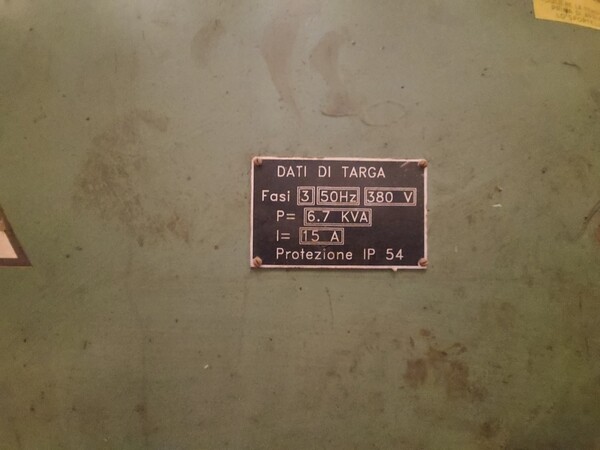 DATI DI TARGA
Fasi 3 50Hz 380 V
P= 6.7 KVA
I= 15 A
Protezione IP 54